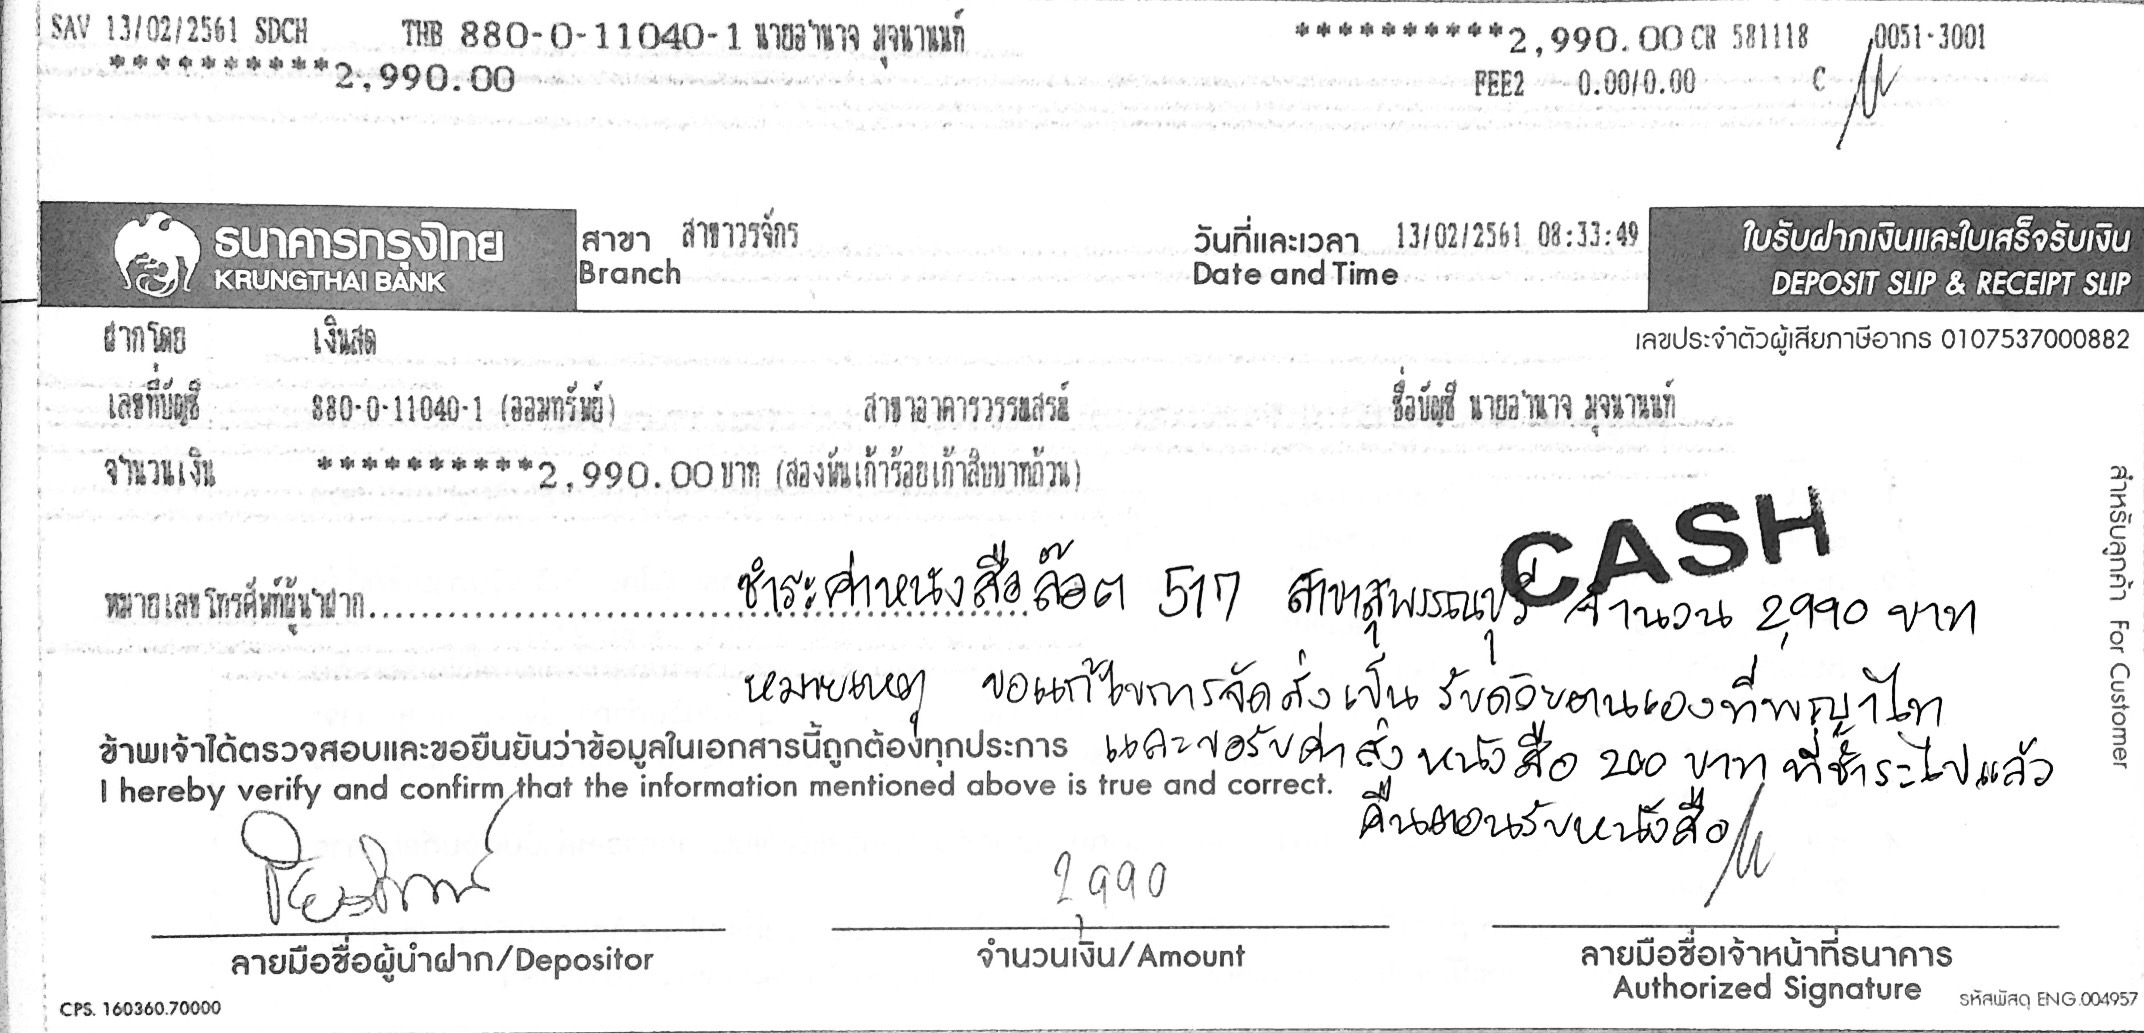 SAV 13/02/2561 SDCH THB 880-0-11040-1 นายอำนาจ มุจนานนท์ **********2,990.00 CR 581118 0051-3001
**********2,990.00 FEE2 0.00/0.00 C
ธนาคารกรุงไทย
KRUNGTHAI BANK
สาขา สาขาวรจักร
Branch
วันที่และเวลา 13/02/2561 08:33:49
Date and Time
ใบรับฝากเงินและใบเสร็จรับเงิน
DEPOSIT SLIP & RECEIPT SLIP
ฝากโดย เงินสด เลขประจำตัวผู้เสียภาษีอากร 0107537000882
เลขที่บัญชี 880-0-11040-1 (ออมทรัพย์) สาขาอาคารวรรณสรณ์ ชื่อบัญชี นายอำนาจ มุจนานนท์
จำนวนเงิน **********2,990.00 บาท (สองพันเก้าร้อยเก้าสิบบาทถ้วน)
CASH
หมายเลขโทรศัพท์ผู้นำฝาก ชำระค่าหนังสือล๊อต 517 สาขาสุพรรณบุรี จำนวน 2,990 บาท
หมายเหตุ ขอแก้ไขการจัดส่งเป็น รับด้วยตนเองที่พญาไท
ข้าพเจ้าได้ตรวจสอบและขอยืนยันว่าข้อมูลในเอกสารนี้ถูกต้องทุกประการ และขอรับค่าส่งหนังสือ 200 บาท ที่ชำระไปแล้ว
I hereby verify and confirm that the information mentioned above is true and correct. คืนตอนรับหนังสือ
2,990
ลายมือชื่อผู้นำฝาก/Depositor จำนวนเงิน/Amount ลายมือชื่อเจ้าหน้าที่ธนาคาร
Authorized Signature
CPS. 160360.70000 รหัสพัสดุ ENG.004957
สำหรับลูกค้า For Customer